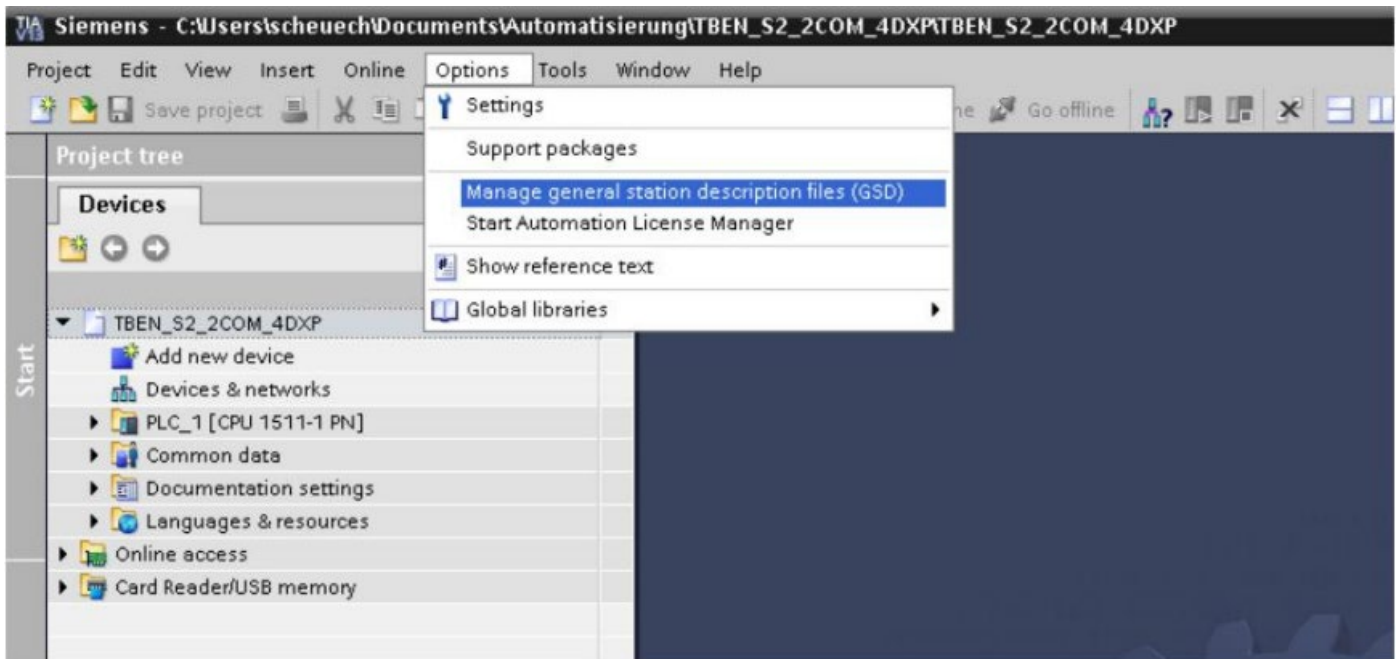 TIA V13 Siemens - C:\Users\scheuech\Documents\Automatisierung\TBEN_S2_2COM_4DXP\TBEN_S2_2COM_4DXP
Project Edit View Insert Online Options Tools Window Help
Save project Go offline
Settings
Support packages
Manage general station description files (GSD)
Start Automation License Manager
Show reference text
Global libraries
Project tree
Devices
TBEN_S2_2COM_4DXP
Add new device
Devices & networks
PLC_1 [CPU 1511-1 PN]
Common data
Documentation settings
Languages & resources
Online access
Card Reader/USB memory
Start